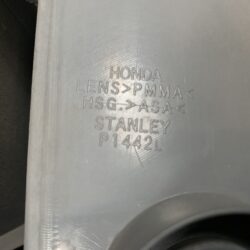 HONDA
LENS>PMMA<
HSG.>ASA<
STANLEY
P1442L